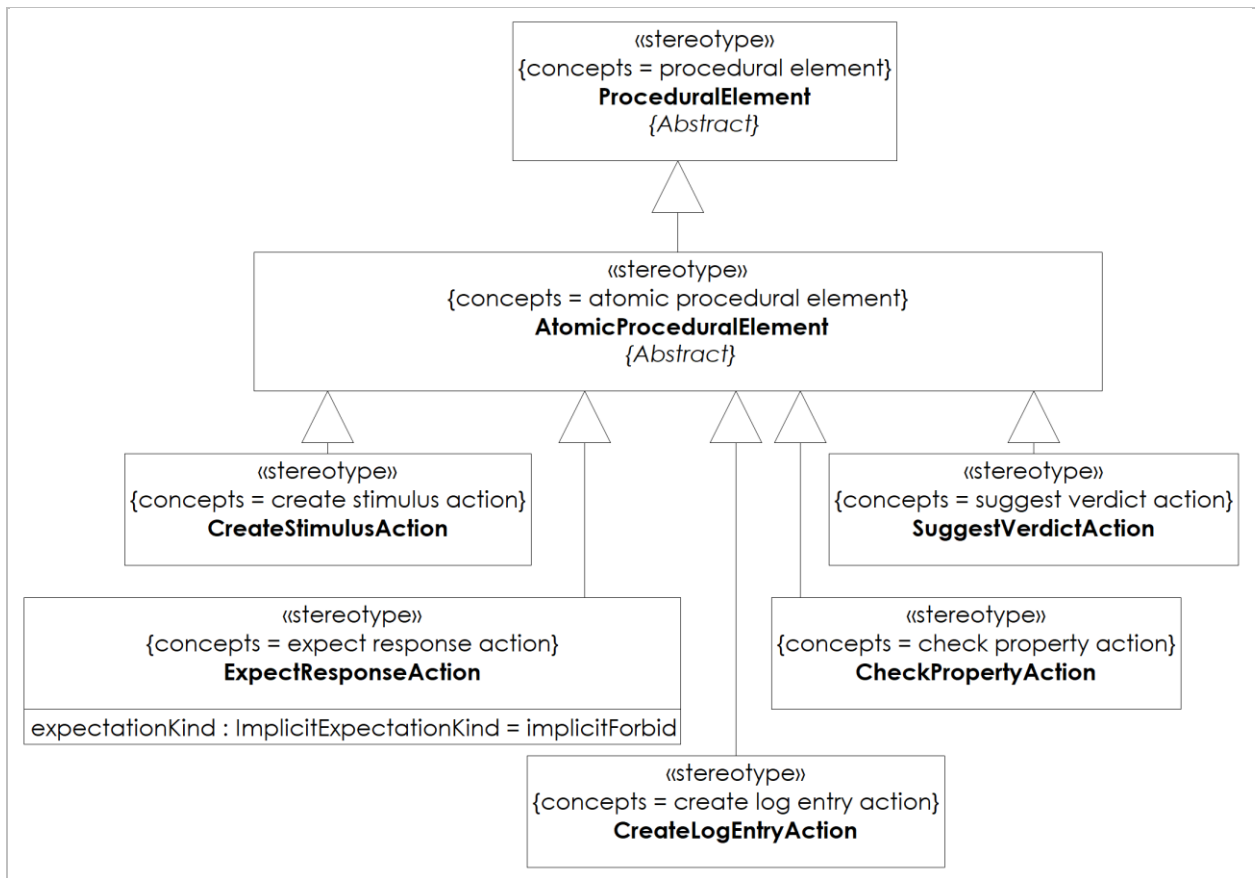 «stereotype»
{concepts = procedural element}
ProceduralElement
{Abstract}
«stereotype»
{concepts = atomic procedural element}
AtomicProceduralElement
{Abstract}
«stereotype»
{concepts = create stimulus action}
CreateStimulusAction
«stereotype»
{concepts = suggest verdict action}
SuggestVerdictAction
«stereotype»
{concepts = expect response action}
ExpectResponseAction
expectationKind : ImplicitExpectationKind = implicitForbid
«stereotype»
{concepts = check property action}
CheckPropertyAction
«stereotype»
{concepts = create log entry action}
CreateLogEntryAction